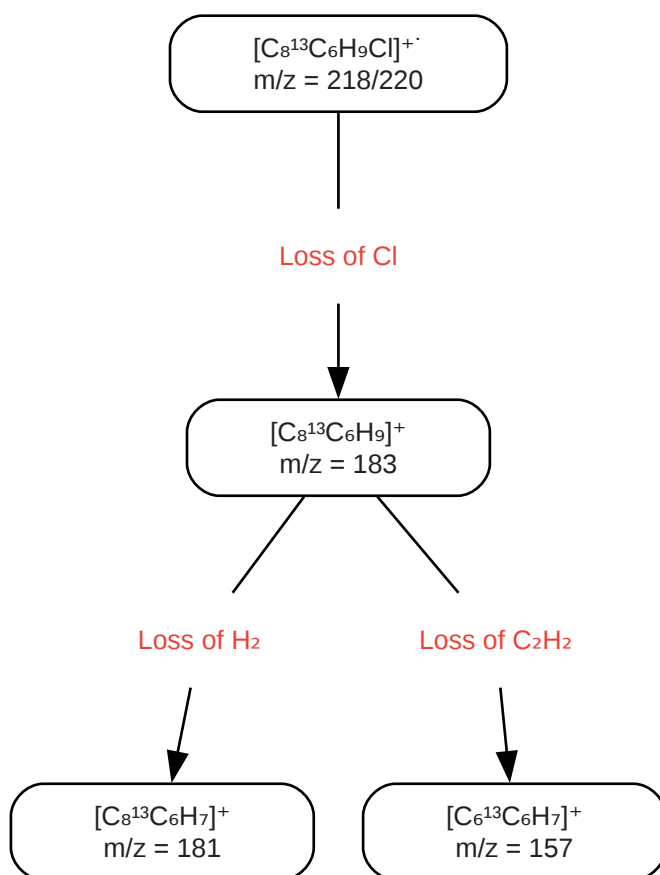 [C₈¹³C₆H₉Cl]⁺˙
m/z = 218/220
Loss of Cl
[C₈¹³C₆H₉]⁺
m/z = 183
Loss of H₂
Loss of C₂H₂
[C₈¹³C₆H₇]⁺
m/z = 181
[C₆¹³C₆H₇]⁺
m/z = 157